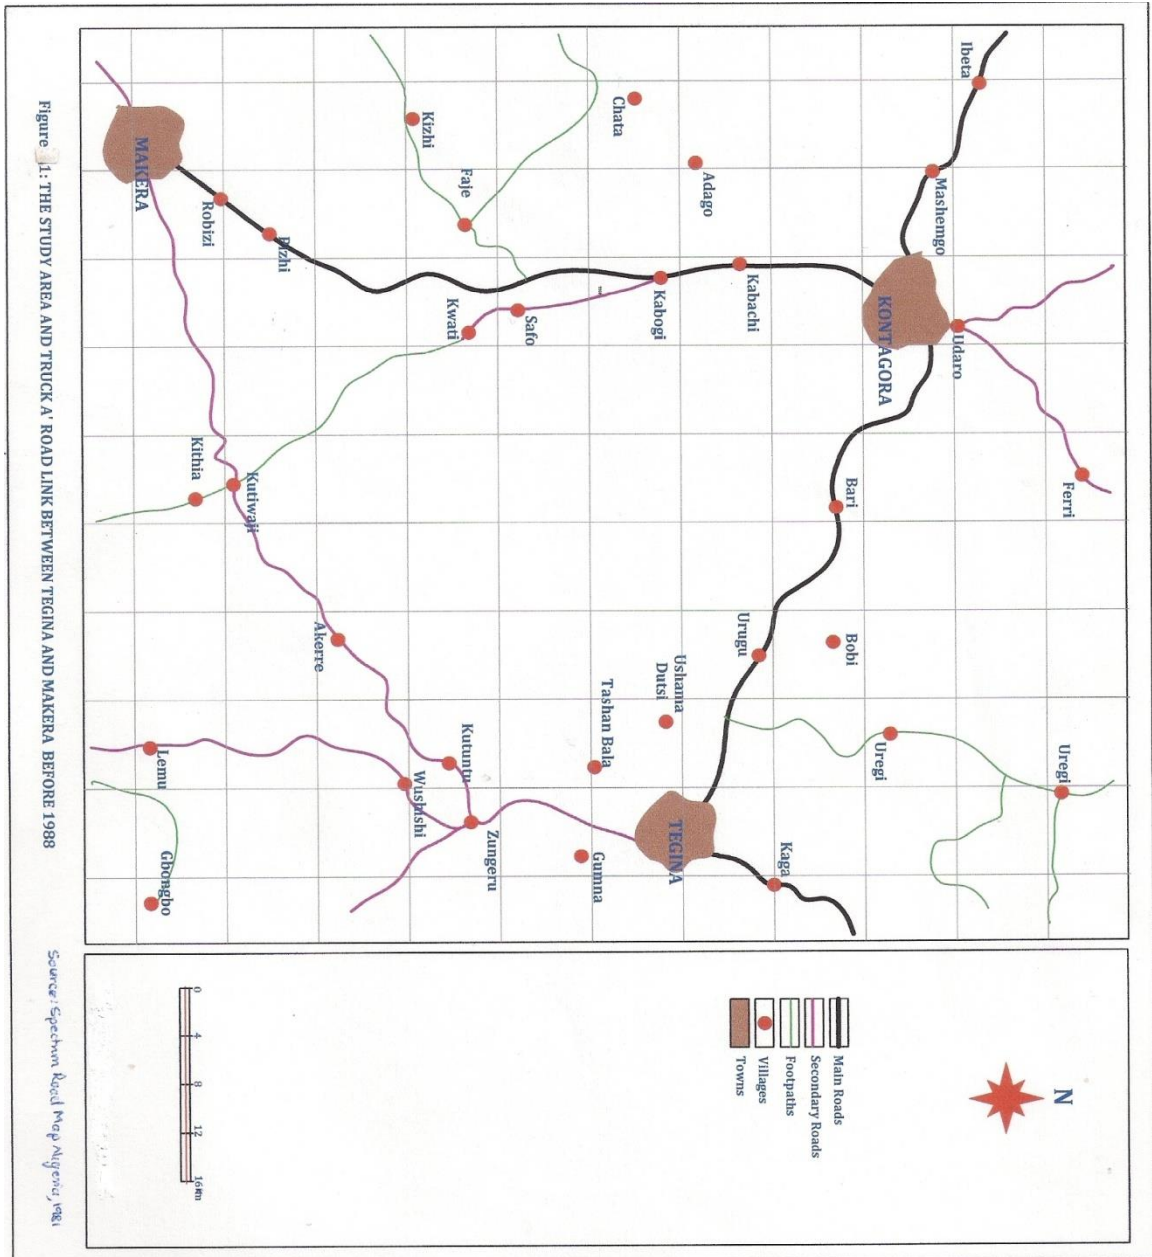 Ibeta
Mashemgo
KONTAGORA
Udaro
Ferri
Uregi
Uregi
Bobi
Bari
Urugu
Kaga
TEGINA
Ushama
Dutsi
Tashan Bala
Gumna
Kabachi
Kabogi
Adago
Chata
Safo
Kwati
Faje
Kizhi
Zungeru
Kutuntu
Wushishi
Akerre
Kutiwaji
Kithia
Pizhi
Robizi
MAKERA
Lemu
Gbongbo
N
Main Roads
Secondary Roads
Footpaths
Villages
Towns
0 4 8 12 16km
Figure 1: THE STUDY AREA AND TRUCK A' ROAD LINK BETWEEN TEGINA AND MAKERA BEFORE 1988
Source: Spectrum Road Map Nigeria, 1981